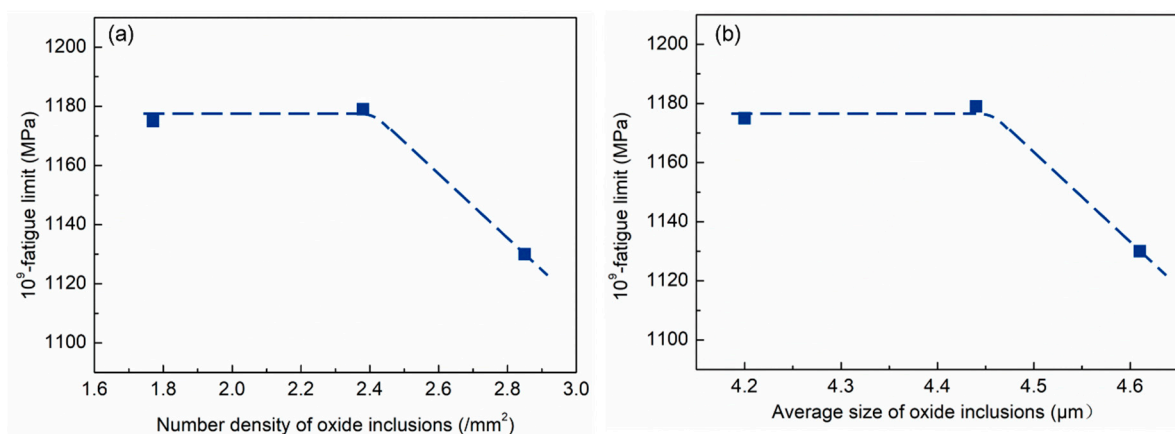 (a)
10⁹-fatigue limit (MPa)
1200
1180
1160
1140
1120
1100
1.6 1.8 2.0 2.2 2.4 2.6 2.8 3.0
Number density of oxide inclusions (/mm²)
(b)
10⁹-fatigue limit (MPa)
1200
1180
1160
1140
1120
1100
4.2 4.3 4.4 4.5 4.6
Average size of oxide inclusions (μm）